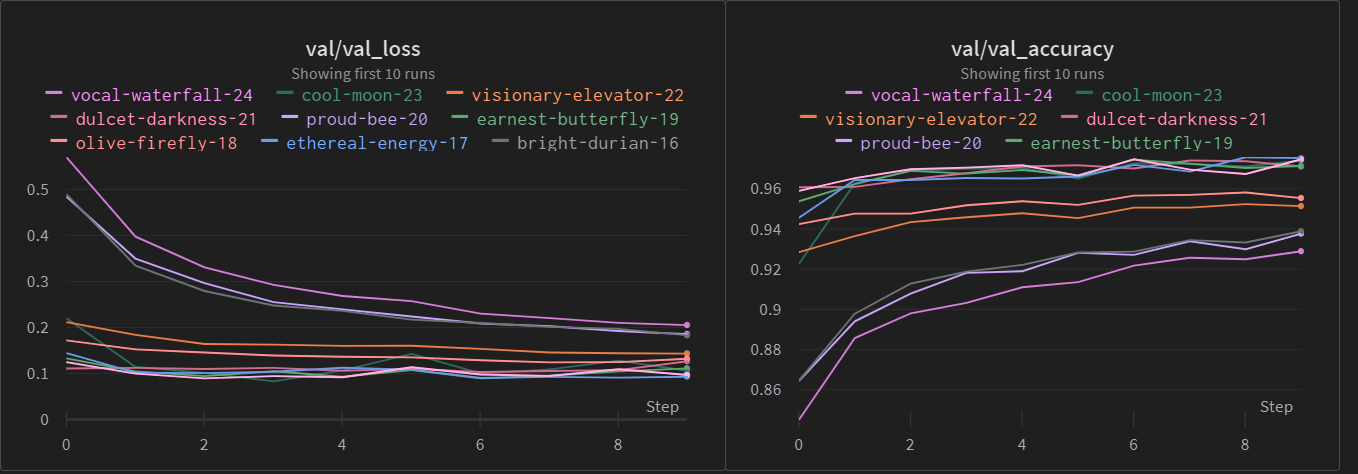 val/val_loss
Showing first 10 runs
vocal-waterfall-24 cool-moon-23 visionary-elevator-22
dulcet-darkness-21 proud-bee-20 earnest-butterfly-19
olive-firefly-18 ethereal-energy-17 bright-durian-16
0.5
0.4
0.3
0.2
0.1
0
Step
0 2 4 6 8
val/val_accuracy
Showing first 10 runs
vocal-waterfall-24 cool-moon-23
visionary-elevator-22 dulcet-darkness-21
proud-bee-20 earnest-butterfly-19
0.96
0.94
0.92
0.9
0.88
0.86
Step
0 2 4 6 8